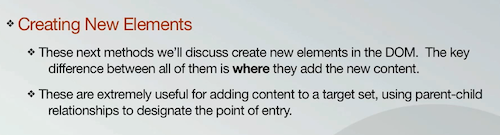 ❖ Creating New Elements
❖ These next methods we'll discuss create new elements in the DOM. The key
difference between all of them is where they add the new content.
❖ These are extremely useful for adding content to a target set, using parent-child
relationships to designate the point of entry.